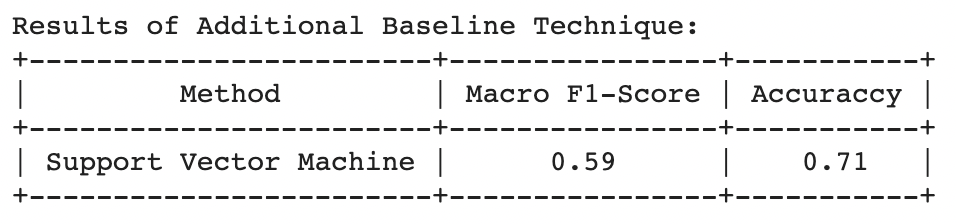 Results of Additional Baseline Technique:
+------------------------+----------------+-----------+
| Method | Macro F1-Score | Accuraccy |
+------------------------+----------------+-----------+
| Support Vector Machine | 0.59 | 0.71 |
+------------------------+----------------+-----------+